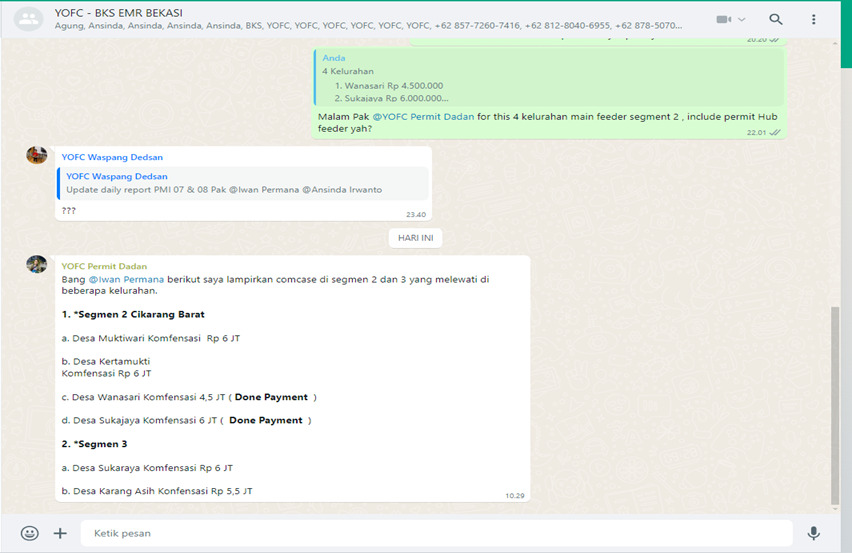 YOFC - BKS EMR BEKASI
Agung, Ansinda, Ansinda, Ansinda, Ansinda, BKS, YOFC, YOFC, YOFC, YOFC, YOFC, YOFC, +62 857-7260-7416, +62 812-8040-6955, +62 878-5070...
20.20
Anda
4 Kelurahan
1. Wanasari Rp 4.500.000
2. Sukajaya Rp 6.000.000...
Malam Pak @YOFC Permit Dadan for this 4 kelurahan main feeder segment 2 , include permit Hub
feeder yah?
22.01
YOFC Waspang Dedsan
YOFC Waspang Dedsan
Update daily report PMI 07 & 08 Pak @Iwan Permana @Ansinda Irwanto
???
23.40
HARI INI
YOFC Permit Dadan
Bang @Iwan Permana berikut saya lampirkan comcase di segmen 2 dan 3 yang melewati di
beberapa kelurahan.
1. *Segmen 2 Cikarang Barat
a. Desa Muktiwari Komfensasi Rp 6 JT
b. Desa Kertamukti
Komfensasi Rp 6 JT
c. Desa Wanasari Komfensasi 4,5 JT ( Done Payment )
d. Desa Sukajaya Komfensasi 6 JT ( Done Payment )
2. *Segmen 3
a. Desa Sukaraya Komfensasi Rp 6 JT
b. Desa Karang Asih Konfensasi Rp 5,5 JT
10.29
Ketik pesan